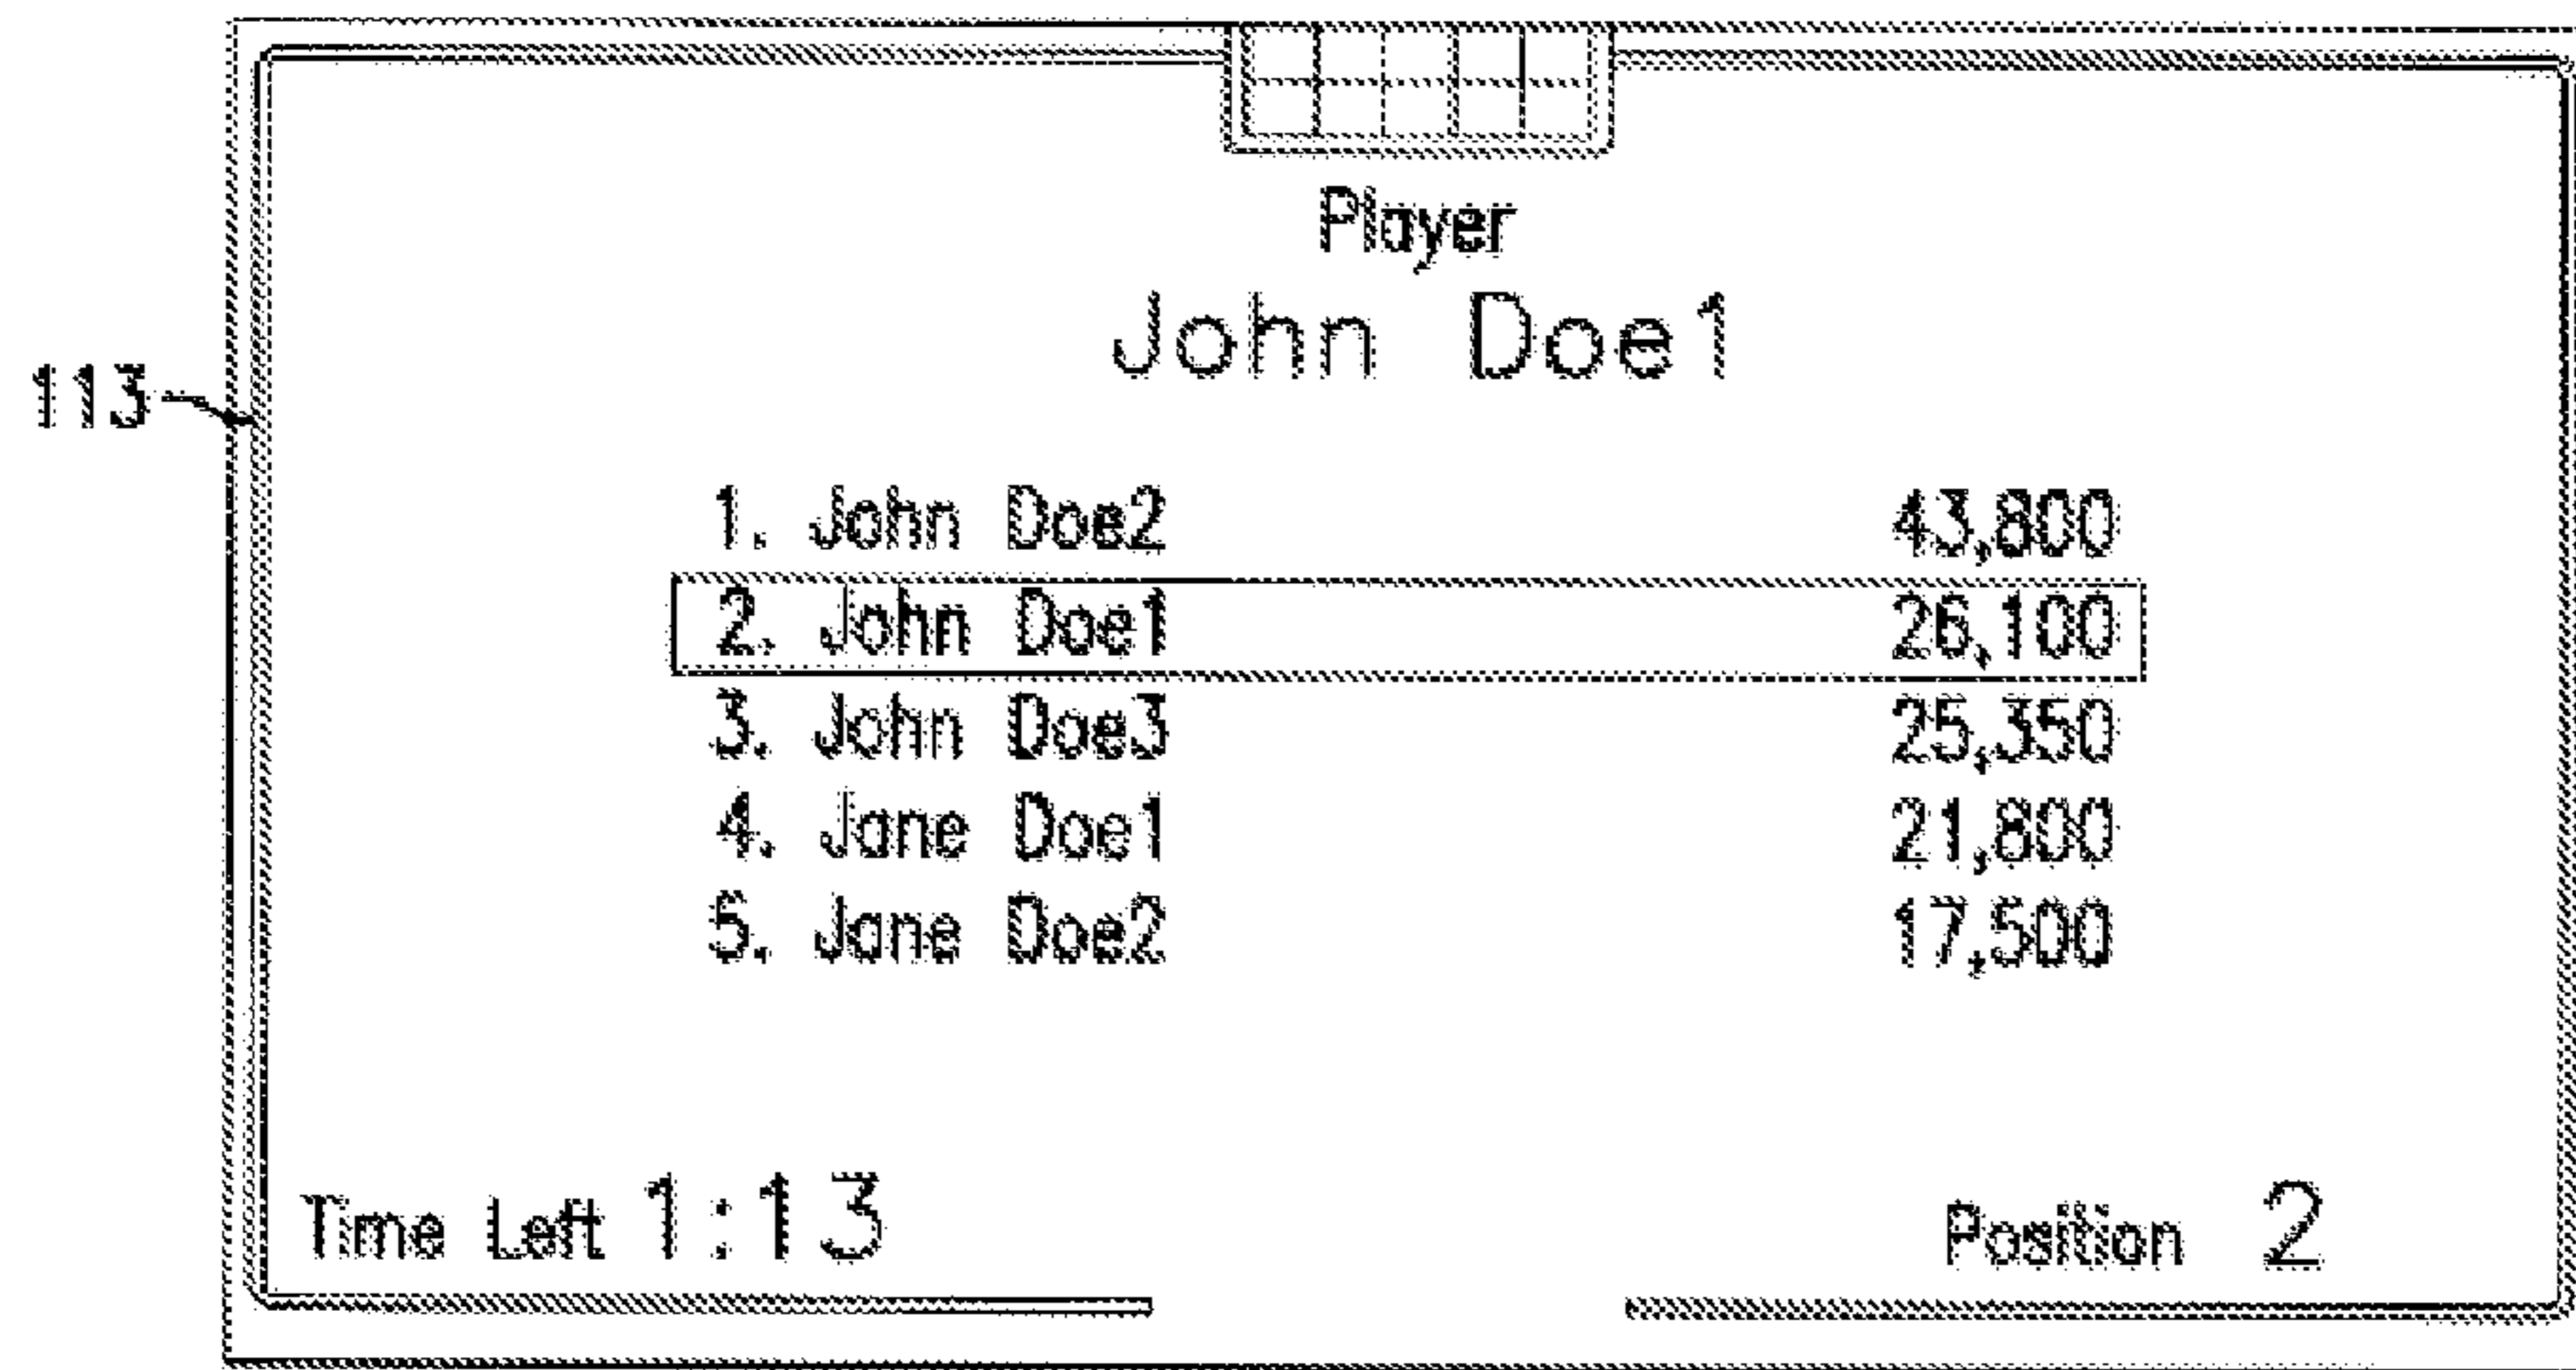 Player
John Doe1
113
1. John Doe2 43,800
2. John Doe1 26,100
3. John Doe3 25,350
4. Jane Doe1 21,800
5. Jane Doe2 17,500
Time Left 1:13 Position 2